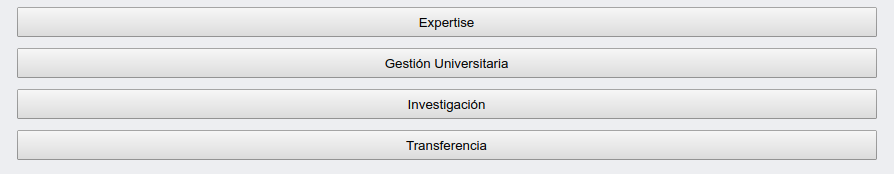 Expertise
Gestión Universitaria
Investigación
Transferencia